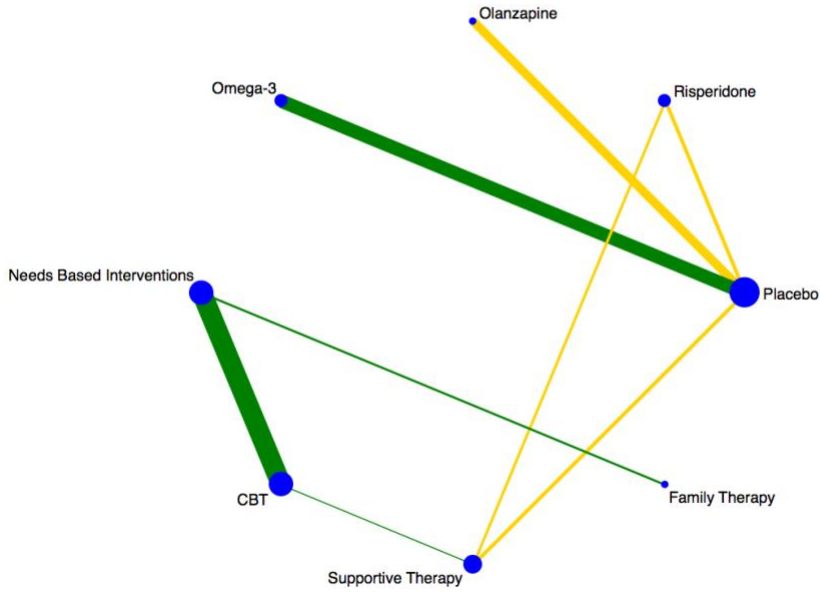 Olanzapine
Omega-3
Risperidone
Needs Based Interventions
Placebo
CBT
Family Therapy
Supportive Therapy